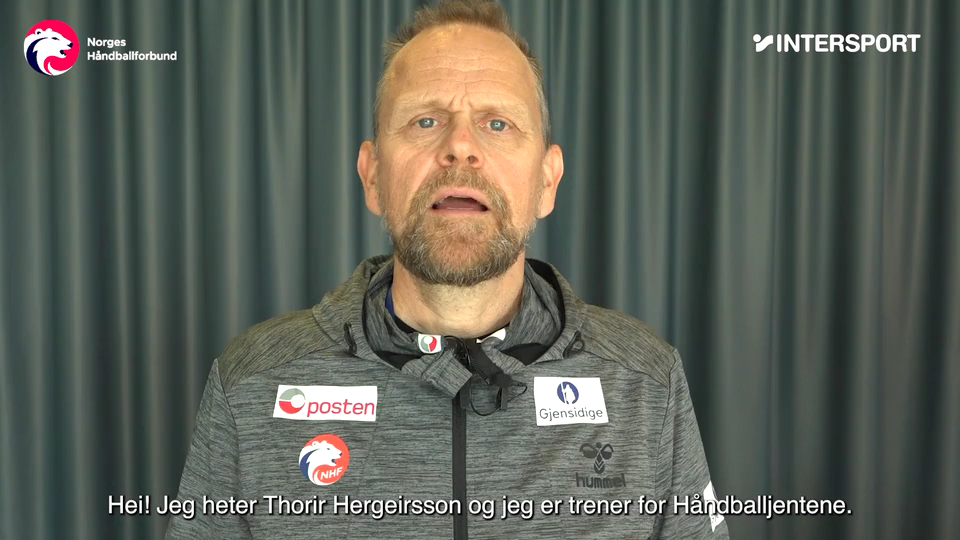 Norges
Håndballforbund
INTERSPORT
posten
Gjensidige
NHF
hummel
Hei! Jeg heter Thorir Hergeirsson og jeg er trener for Håndballjentene.